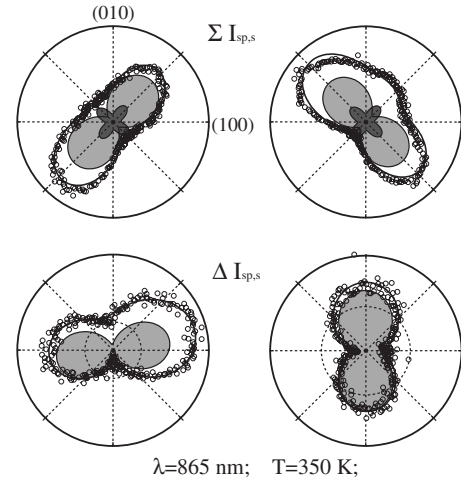 (010)
Σ I_sp,s
(100)
Δ I_sp,s
λ=865 nm; T=350 K;